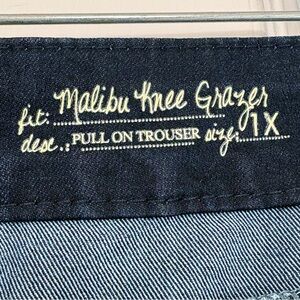 fit: Malibu Knee Grazer
desc.: PULL ON TROUSER size: 1X